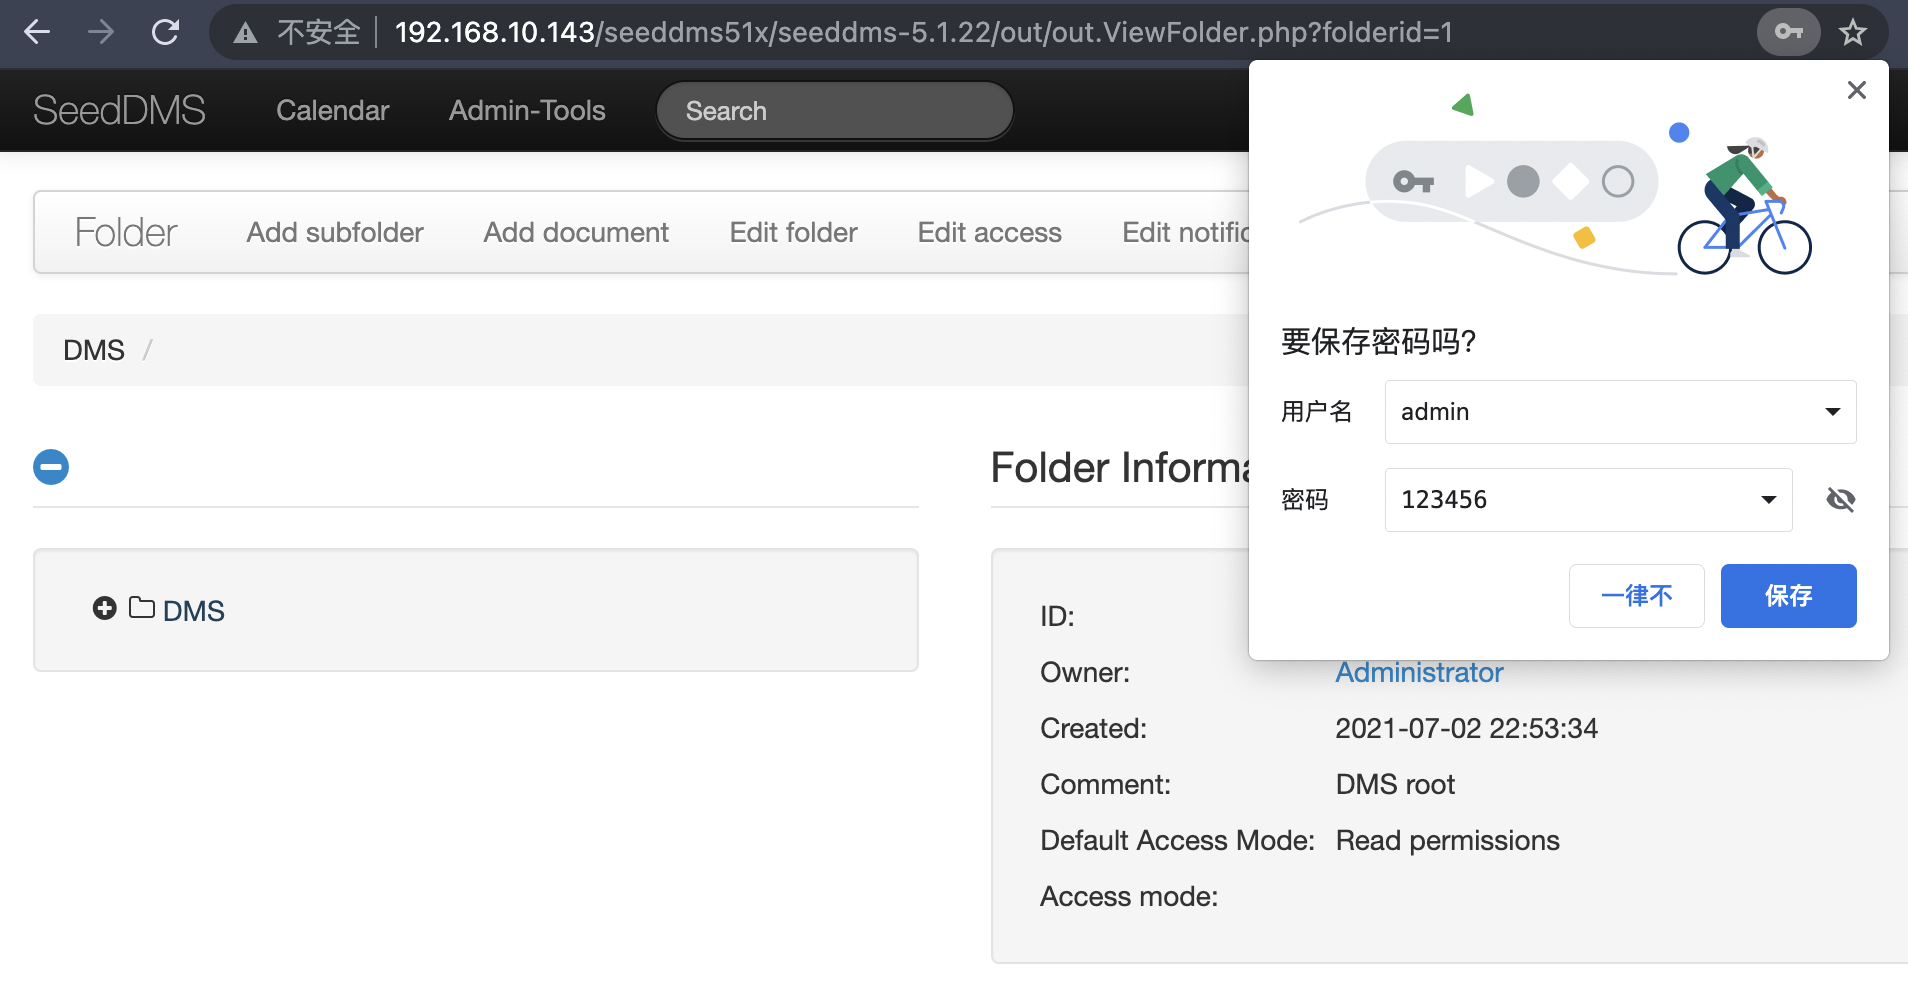 不安全 192.168.10.143/seeddms51x/seeddms-5.1.22/out/out.ViewFolder.php?folderid=1
SeedDMS Calendar Admin-Tools Search
Folder Add subfolder Add document Edit folder Edit access Edit notific
DMS /
要保存密码吗?
用户名 admin
密码 123456
一律不 保存
DMS
Folder Informa
ID:
Owner: Administrator
Created: 2021-07-02 22:53:34
Comment: DMS root
Default Access Mode: Read permissions
Access mode: